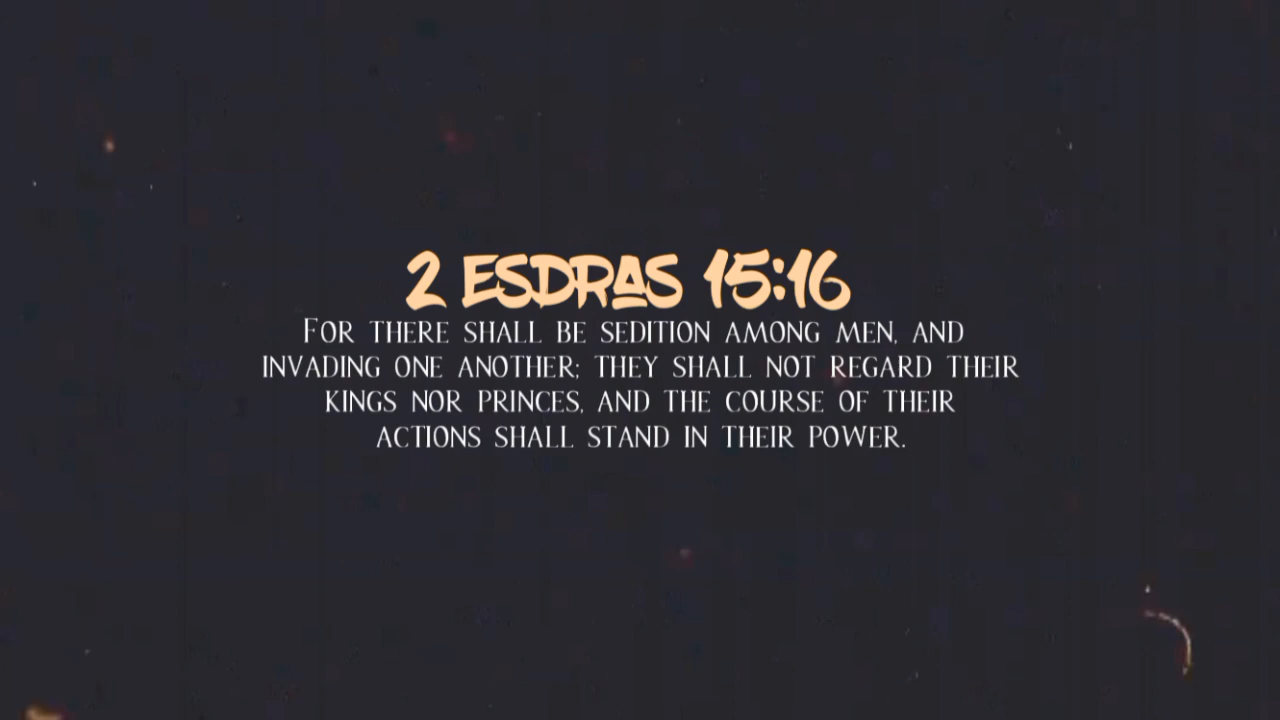 2 ESDRAS 15:16
FOR THERE SHALL BE SEDITION AMONG MEN, AND
INVADING ONE ANOTHER; THEY SHALL NOT REGARD THEIR
KINGS NOR PRINCES, AND THE COURSE OF THEIR
ACTIONS SHALL STAND IN THEIR POWER.